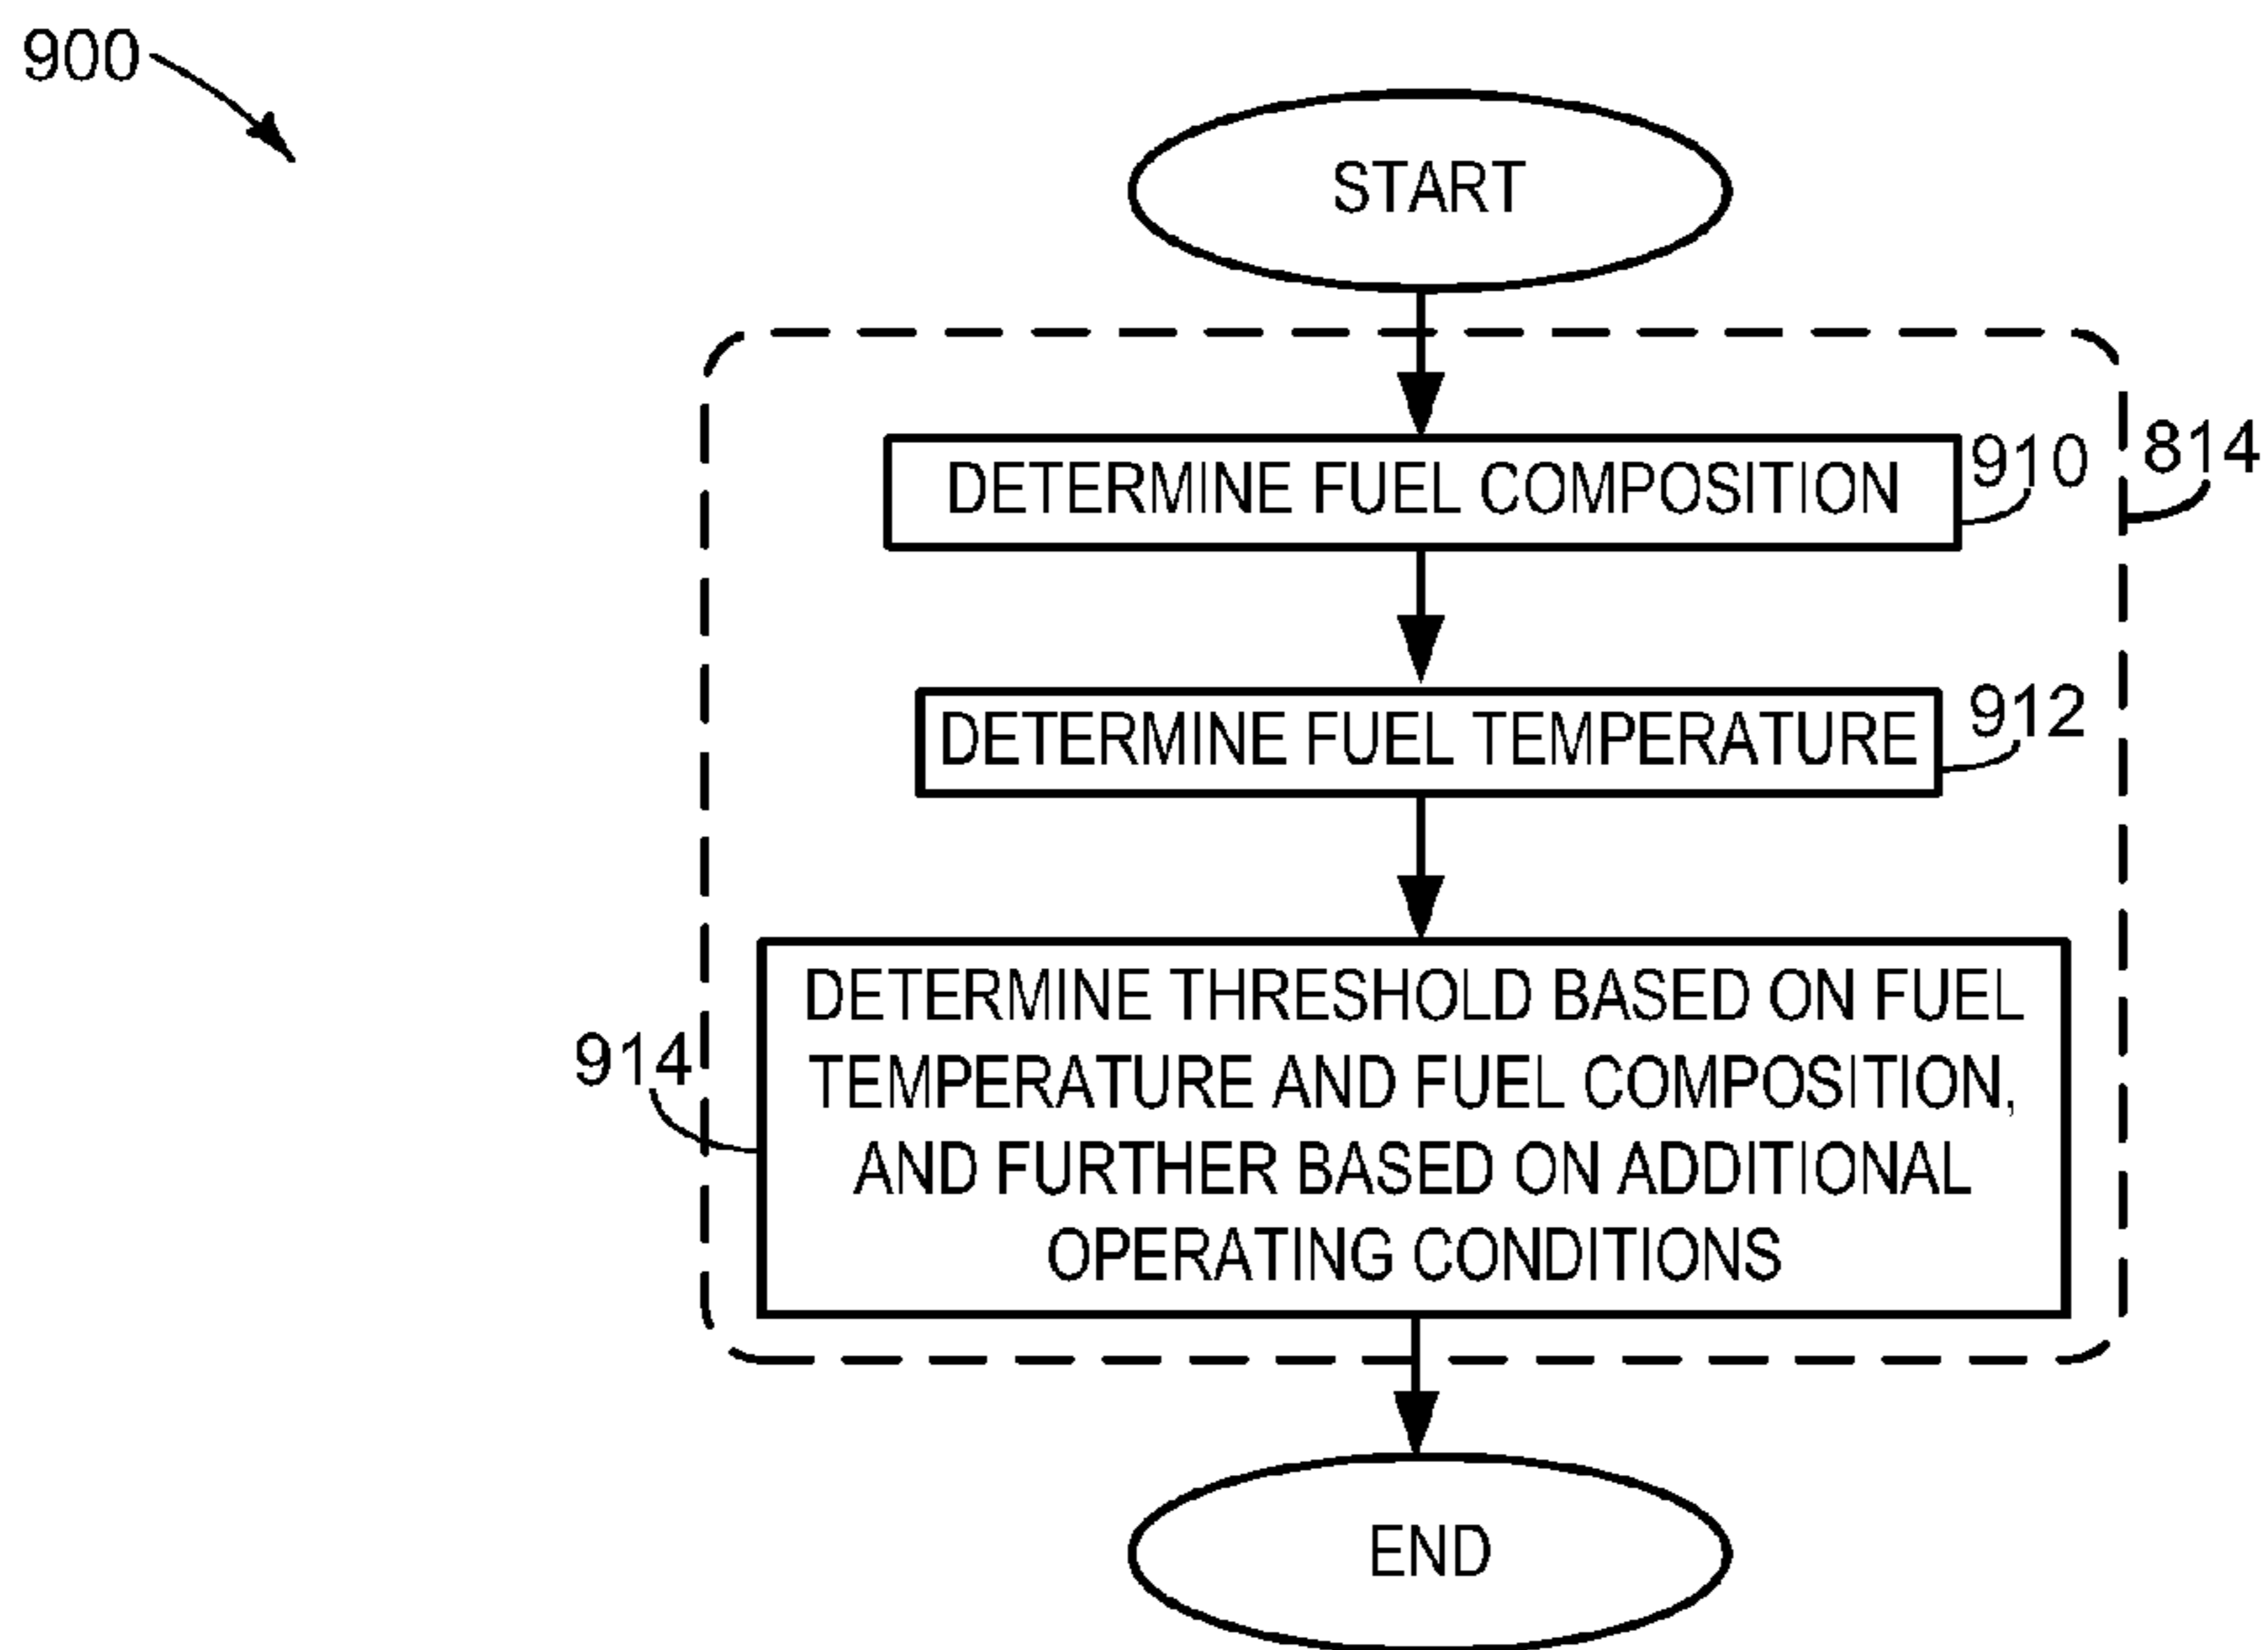 900
START
DETERMINE FUEL COMPOSITION
910
814
DETERMINE FUEL TEMPERATURE
912
DETERMINE THRESHOLD BASED ON FUEL
TEMPERATURE AND FUEL COMPOSITION,
AND FURTHER BASED ON ADDITIONAL
OPERATING CONDITIONS
914
END